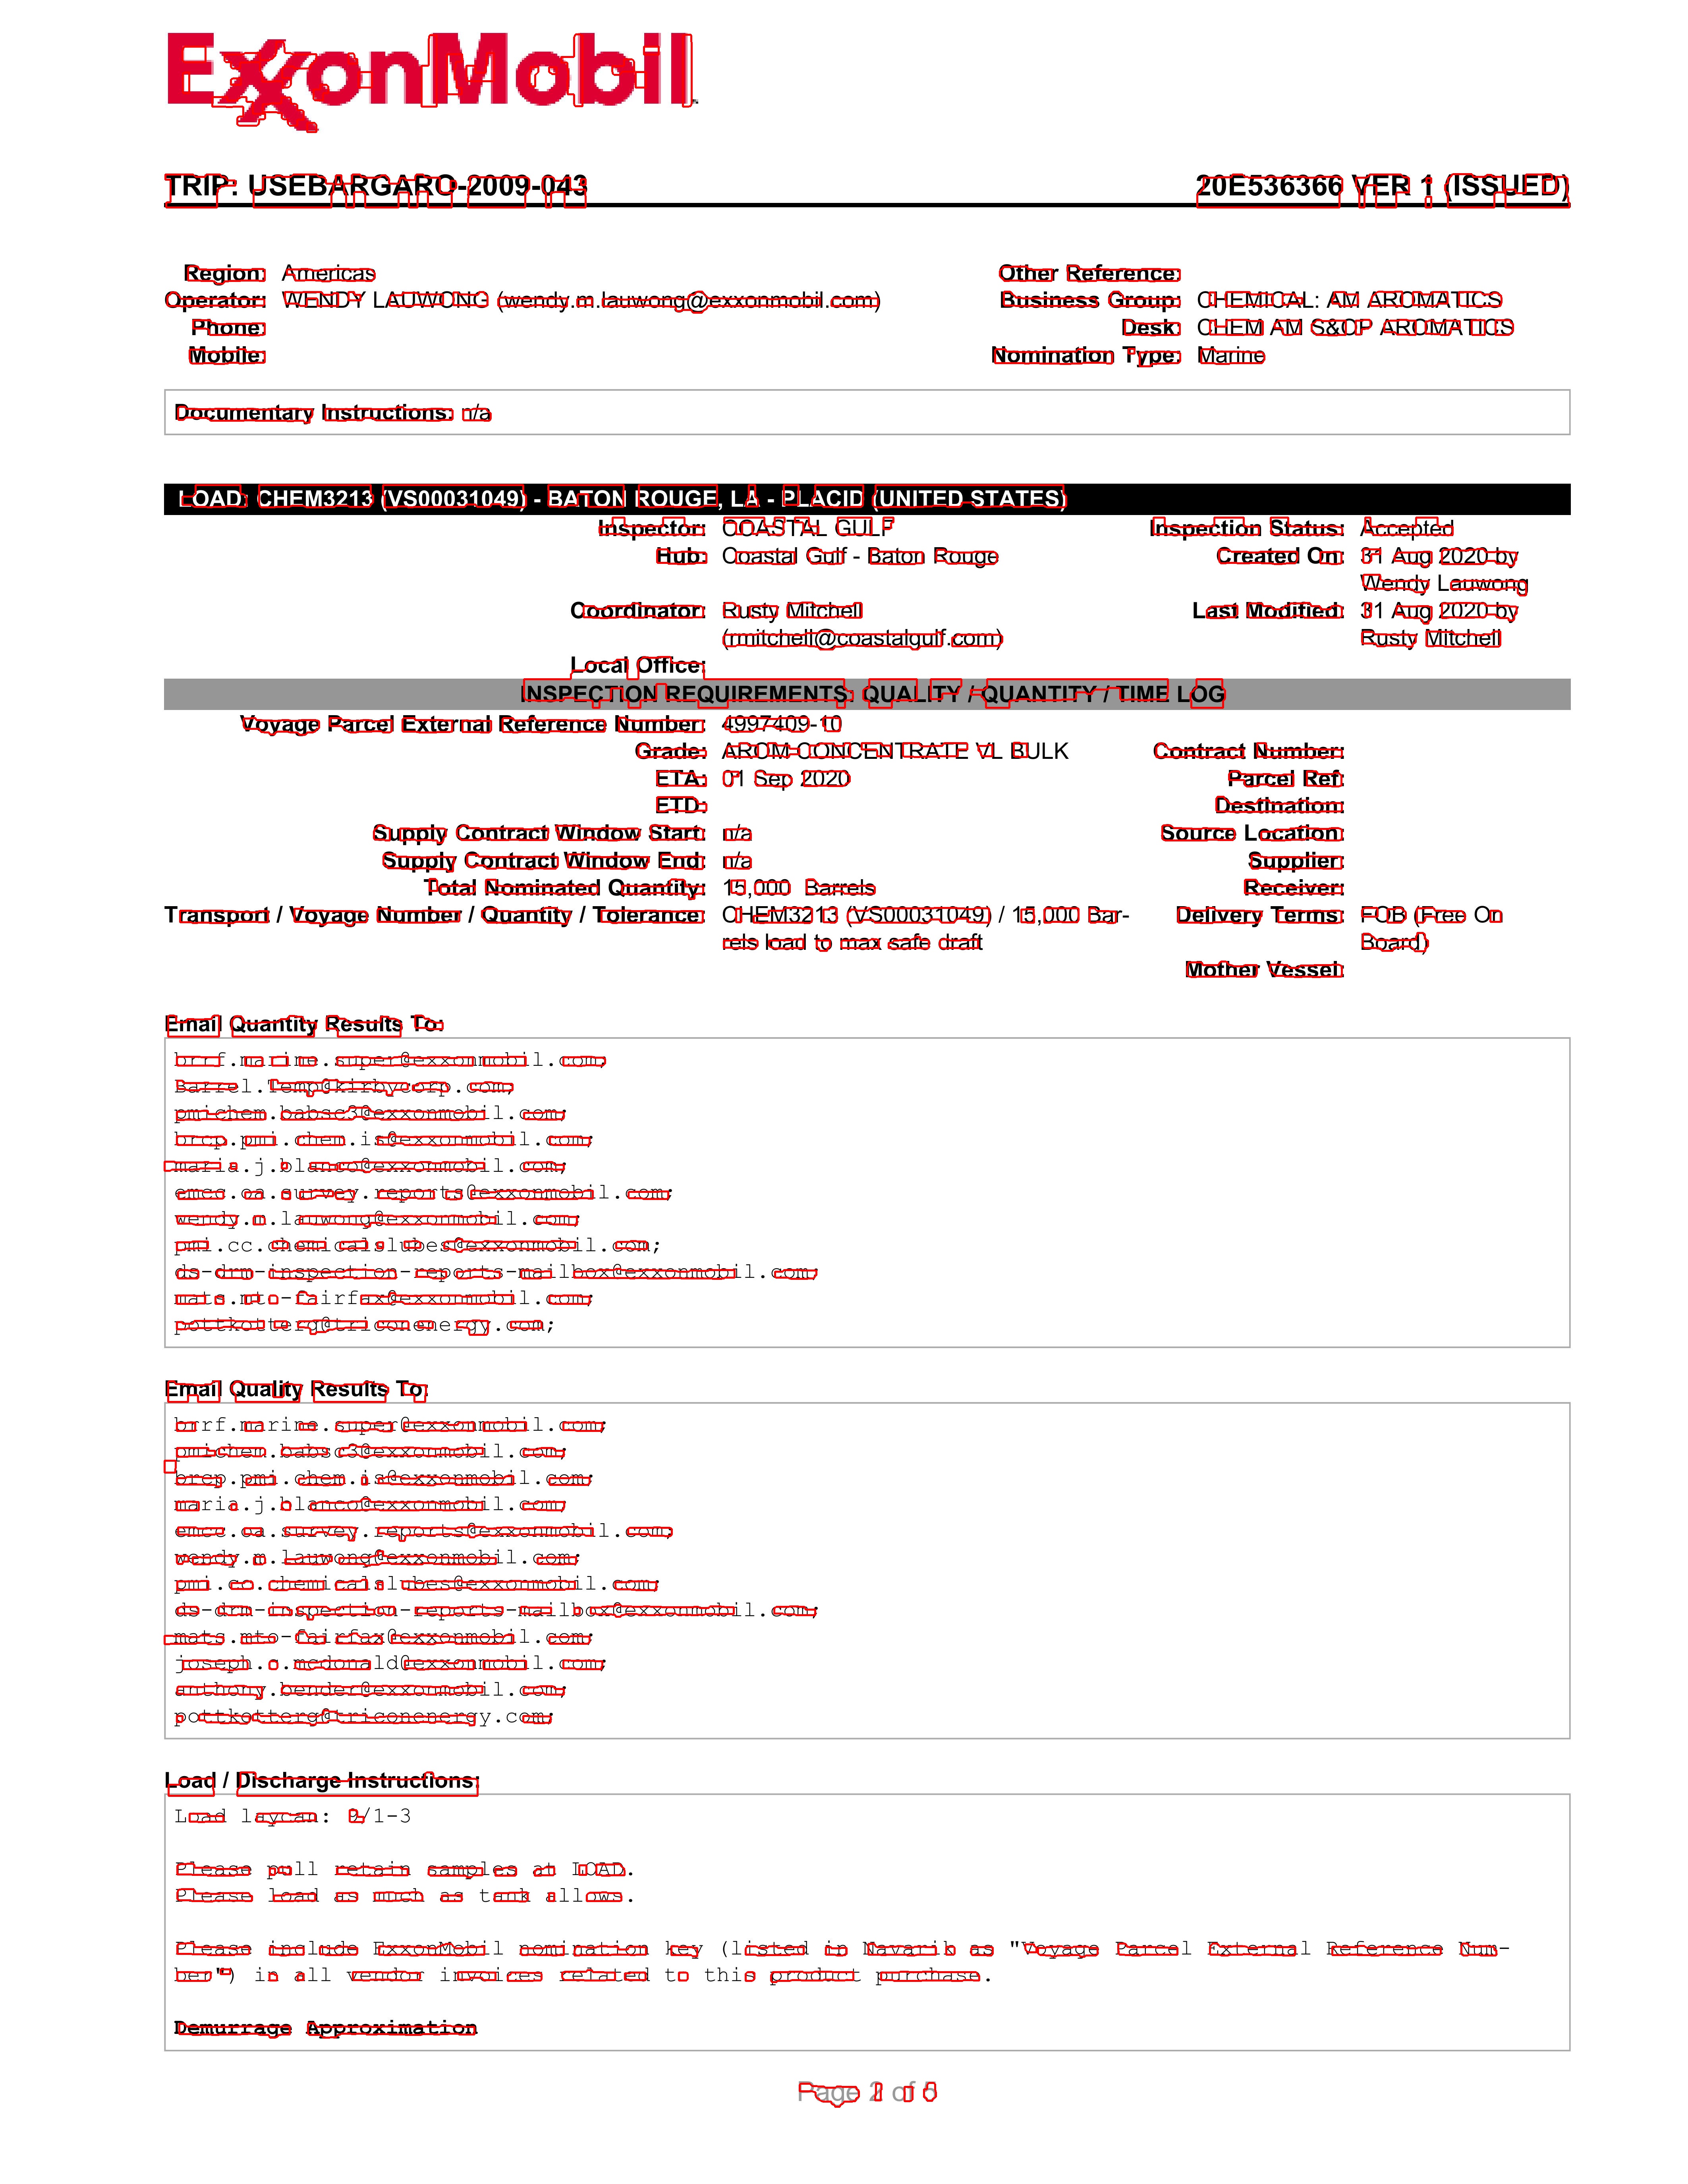 ExxonMobil
TRIP: USEBARGARO-2009-043 20E536366 VER 1 (ISSUED)
Region: Americas Other Reference:
Operator: WENDY LAUWONG (wendy.m.lauwong@exxonmobil.com) Business Group: CHEMICAL: AM AROMATICS
Phone: Desk: CHEM AM S&OP AROMATICS
Mobile: Nomination Type: Marine
Documentary Instructions: n/a
LOAD: CHEM3213 (VS00031049) - BATON ROUGE, LA - PLACID (UNITED STATES)
Inspector: COASTAL GULF Inspection Status: Accepted
Hub: Coastal Gulf - Baton Rouge Created On: 31 Aug 2020 by
Wendy Lauwong
Coordinator: Rusty Mitchell Last Modified: 31 Aug 2020 by
(rmitchell@coastalgulf.com) Rusty Mitchell
Local Office:
INSPECTION REQUIREMENTS: QUALITY / QUANTITY / TIME LOG
Voyage Parcel External Reference Number: 4997409-10
Grade: AROM CONCENTRATE VL BULK Contract Number:
ETA: 01 Sep 2020 Parcel Ref:
ETD: Destination:
Supply Contract Window Start: n/a Source Location:
Supply Contract Window End: n/a Supplier:
Total Nominated Quantity: 15,000 Barrels Receiver:
Transport / Voyage Number / Quantity / Tolerance: CHEM3213 (VS00031049) / 15,000 Bar- Delivery Terms: FOB (Free On
rels load to max safe draft Board)
Mother Vessel:
Email Quantity Results To:
brrf.marine.super@exxonmobil.com;
Barrel.Temp@kirbycorp.com;
pmichem.babsc3@exxonmobil.com;
brcp.pmi.chem.is@exxonmobil.com;
maria.j.blanco@exxonmobil.com;
emcc.oa.survey.reports@exxonmobil.com;
wendy.m.lauwong@exxonmobil.com;
pmi.cc.chemicalslubes@exxonmobil.com;
ds-drm-inspection-reports-mailbox@exxonmobil.com;
mats.mto-fairfax@exxonmobil.com;
pottkotterg@triconenergy.com;
Email Quality Results To:
brrf.marine.super@exxonmobil.com;
pmichem.babsc3@exxonmobil.com;
brcp.pmi.chem.is@exxonmobil.com;
maria.j.blanco@exxonmobil.com;
emcc.oa.survey.reports@exxonmobil.com;
wendy.m.lauwong@exxonmobil.com;
pmi.cc.chemicalslubes@exxonmobil.com;
ds-drm-inspection-reports-mailbox@exxonmobil.com;
mats.mto-fairfax@exxonmobil.com;
joseph.c.mcdonald@exxonmobil.com;
anthony.bender@exxonmobil.com;
pottkotterg@triconenergy.com;
Load / Discharge Instructions:
Load laycan: 9/1-3
Please pull retain samples at LOAD.
Please load as much as tank allows.
Please include ExxonMobil nomination key (listed in Navarik as "Voyage Parcel External Reference Num-
ber") in all vendor invoices related to this product purchase.
Demurrage Approximation
Page 2 of 5